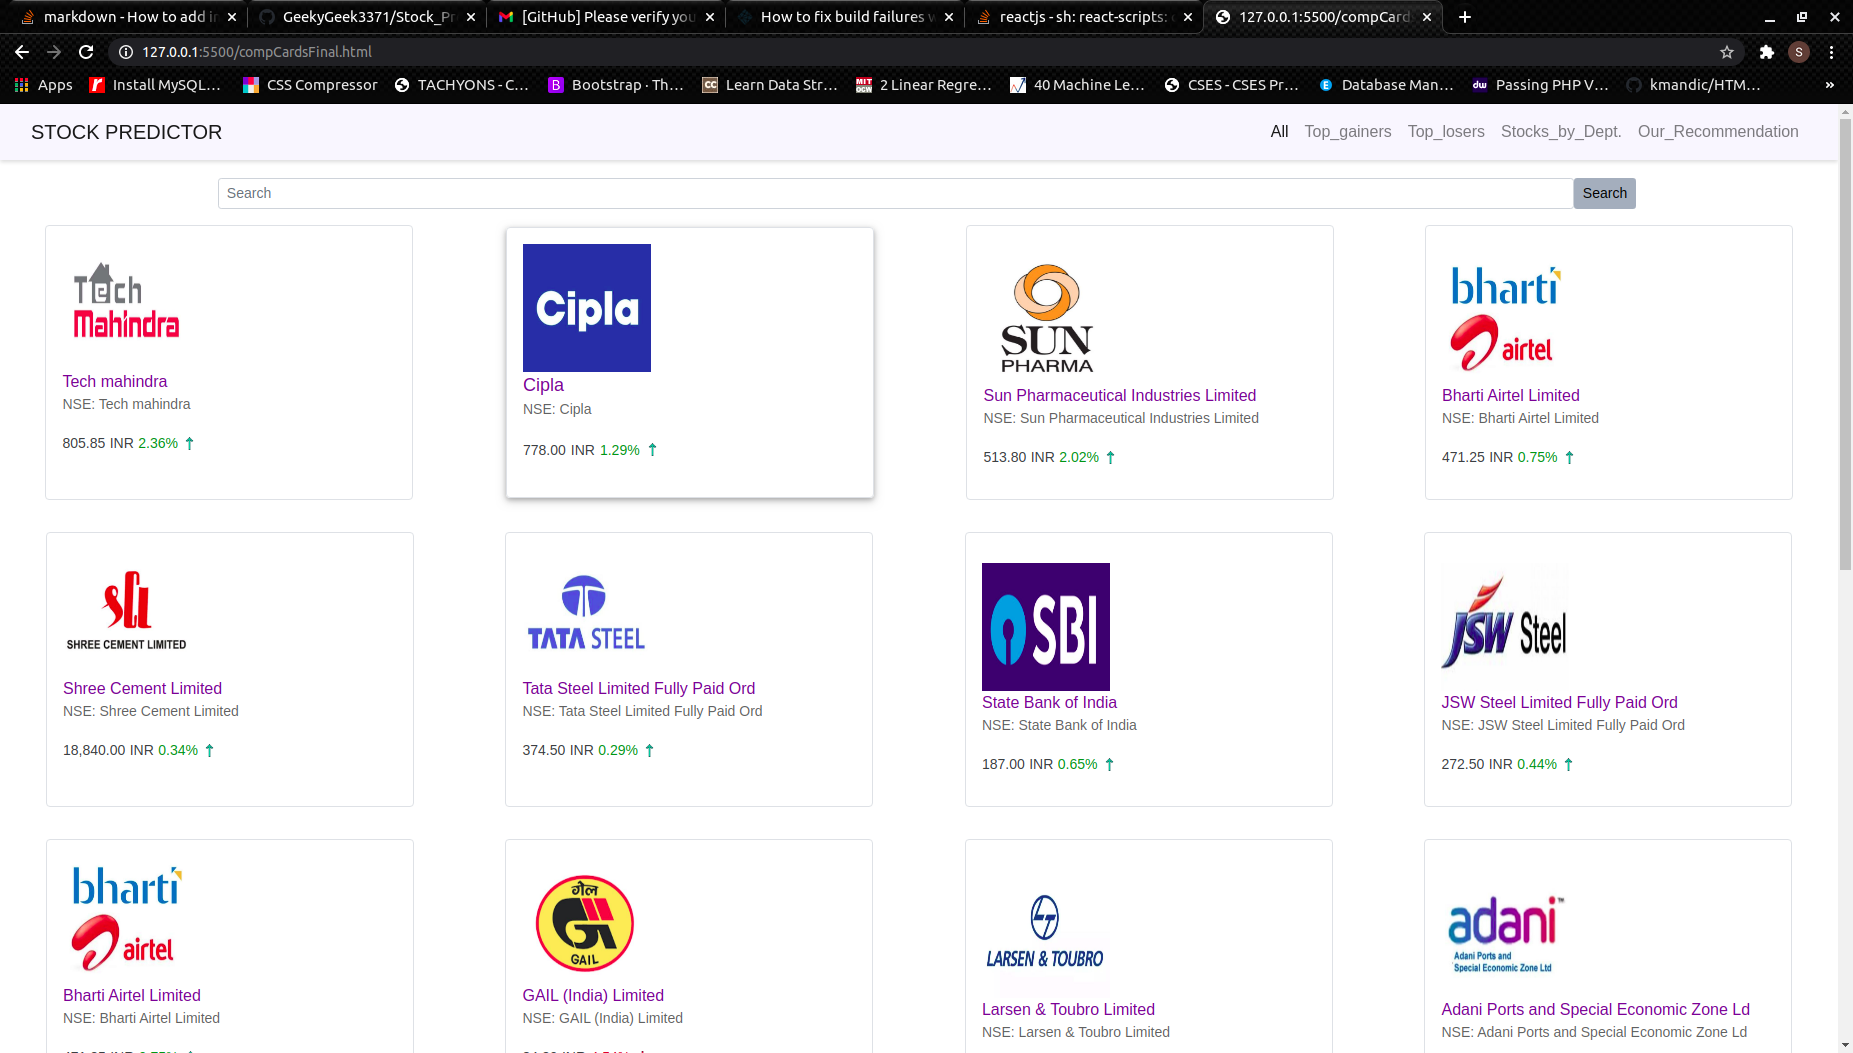 markdown - How to add i
GeekyGeek3371/Stock_Pr
[GitHub] Please verify you
How to fix build failures
reactjs - sh: react-scripts:
127.0.0.1:5500/compCard
127.0.0.1:5500/compCardsFinal.html
S
Apps
Install MySQL...
CSS Compressor
TACHYONS - C...
Bootstrap · Th...
Learn Data Str...
2 Linear Regre...
40 Machine Le...
CSES - CSES Pr...
Database Man...
Passing PHP V...
kmandic/HTM...
STOCK PREDICTOR
All
Top_gainers
Top_losers
Stocks_by_Dept.
Our_Recommendation
Search
Search
Tech
Mahindra
Tech mahindra
NSE: Tech mahindra
805.85 INR 2.36% ↑
Cipla
Cipla
NSE: Cipla
778.00 INR 1.29% ↑
SUN
PHARMA
Sun Pharmaceutical Industries Limited
NSE: Sun Pharmaceutical Industries Limited
513.80 INR 2.02% ↑
bharti
airtel
Bharti Airtel Limited
NSE: Bharti Airtel Limited
471.25 INR 0.75% ↑
SHREE CEMENT LIMITED
Shree Cement Limited
NSE: Shree Cement Limited
18,840.00 INR 0.34% ↑
TATA STEEL
Tata Steel Limited Fully Paid Ord
NSE: Tata Steel Limited Fully Paid Ord
374.50 INR 0.29% ↑
SBI
State Bank of India
NSE: State Bank of India
187.00 INR 0.65% ↑
JSW Steel
JSW Steel Limited Fully Paid Ord
NSE: JSW Steel Limited Fully Paid Ord
272.50 INR 0.44% ↑
bharti
airtel
Bharti Airtel Limited
NSE: Bharti Airtel Limited
गेल
GAIL
GAIL (India) Limited
NSE: GAIL (India) Limited
LARSEN & TOUBRO
Larsen & Toubro Limited
NSE: Larsen & Toubro Limited
adani™
Adani Ports and
Special Economic Zone Ltd
Adani Ports and Special Economic Zone Ld
NSE: Adani Ports and Special Economic Zone Ld